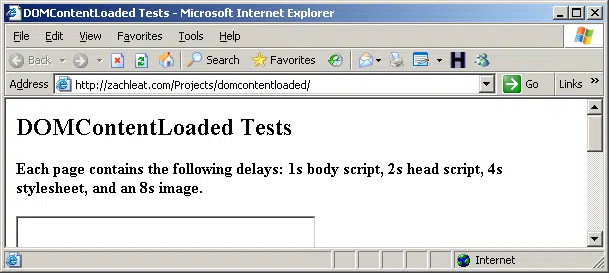 DOMContentLoaded Tests - Microsoft Internet Explorer
File Edit View Favorites Tools Help
Back Search Favorites H
Address http://zachleat.com/Projects/domcontentloaded/ Go Links »
DOMContentLoaded Tests
Each page contains the following delays: 1s body script, 2s head script, 4s
stylesheet, and an 8s image.
Internet